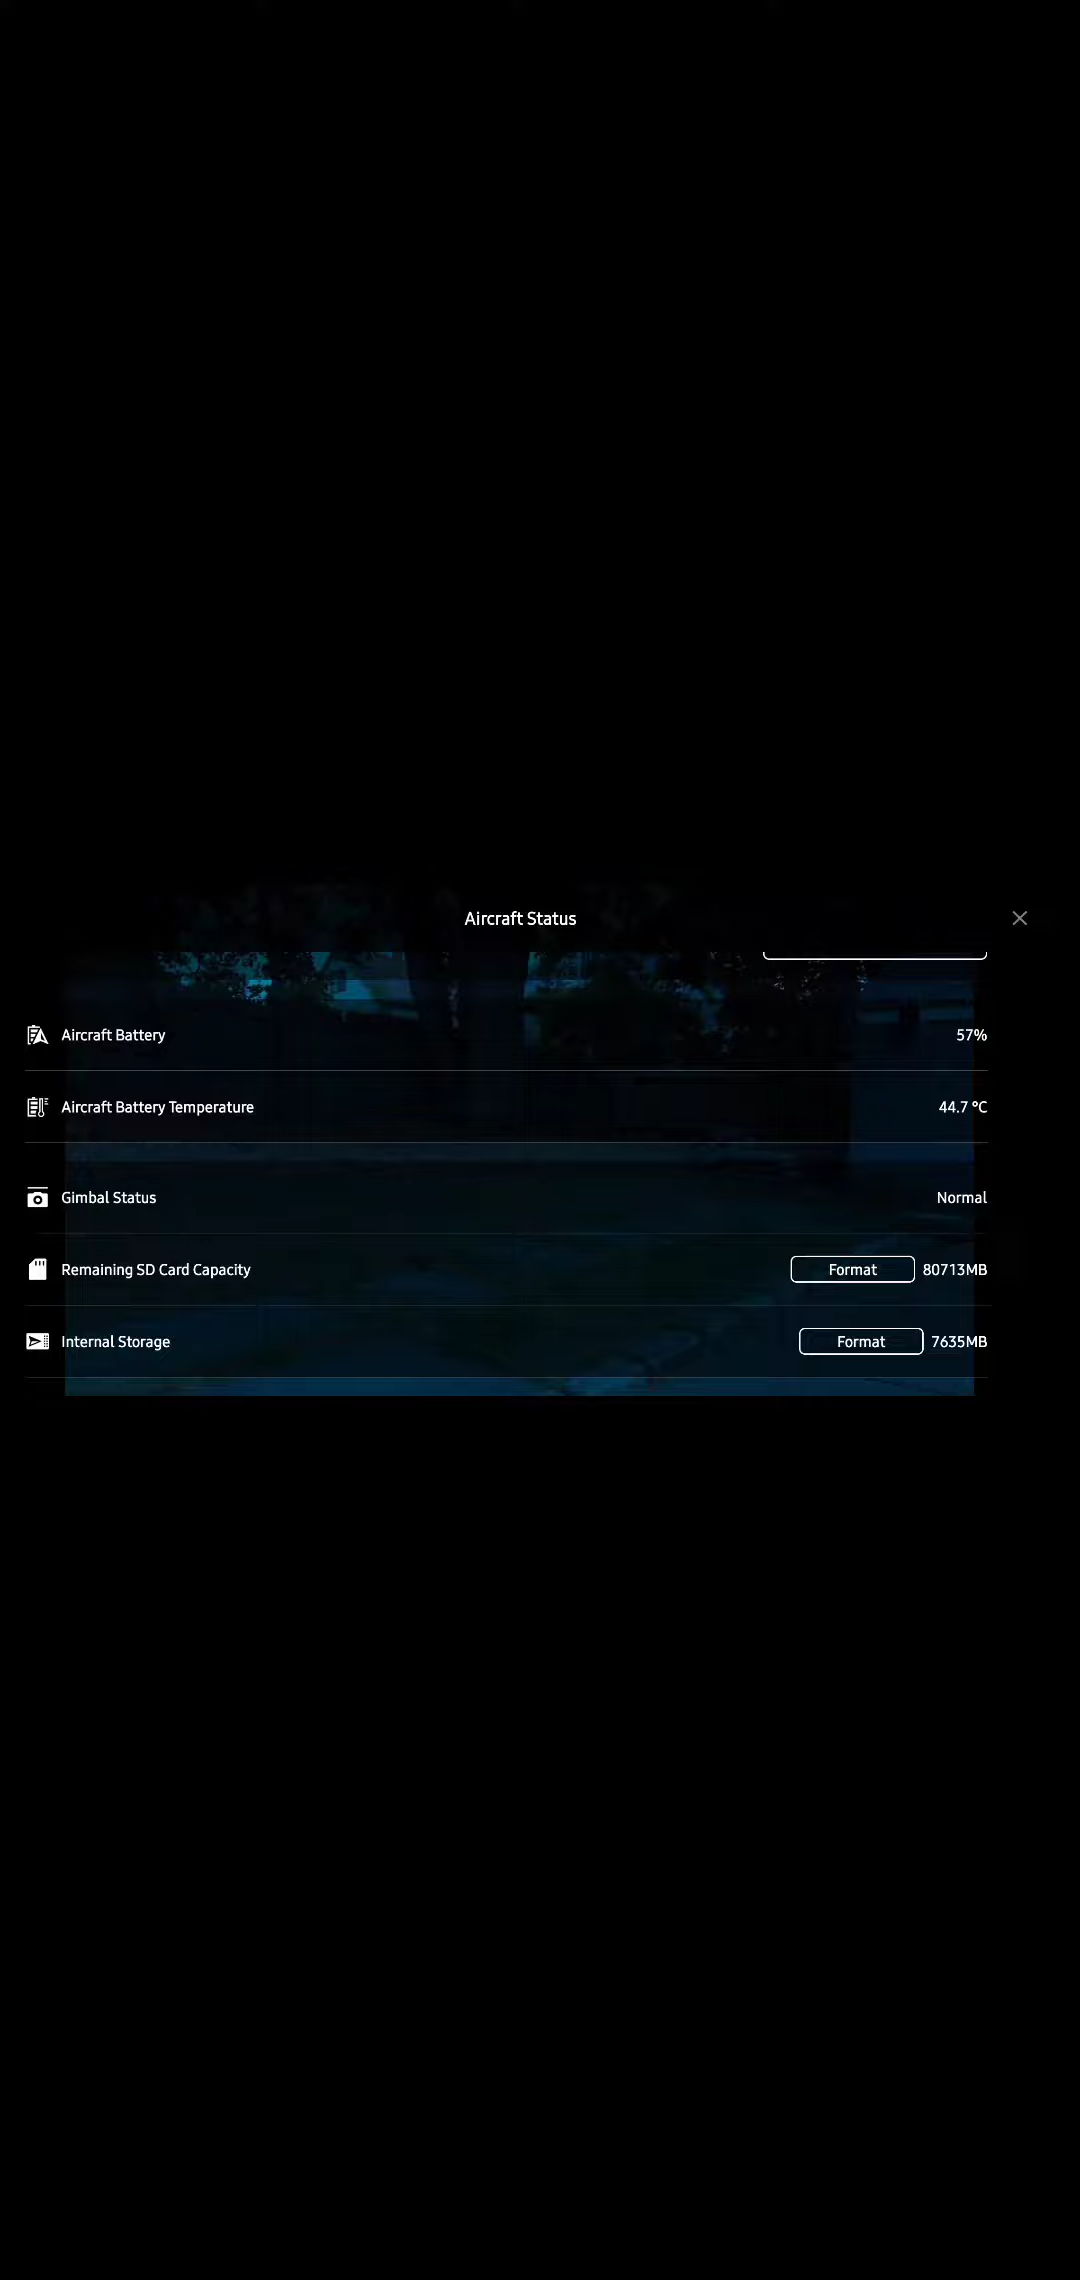 Aircraft Status
Aircraft Battery 57%
Aircraft Battery Temperature 44.7 °C
Gimbal Status Normal
Remaining SD Card Capacity Format 80713MB
Internal Storage Format 7635MB